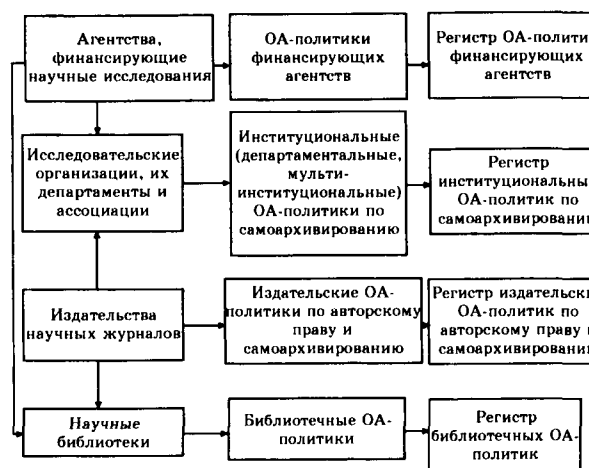 Агентства,
финансирующие
научные исследования
ОА-политики
финансирующих
агентств
Регистр ОА-полити
финансирующих
агентств
Исследовательские
организации, их
департаменты и
ассоциации
Институциональные
(департаментальные,
мульти-
институциональные)
ОА-политики по
самоархивированию
Регистр
институциональны
ОА-политик по
самоархивированию
Издательства
научных журналов
Издательские ОА-
политики по авторскому
праву и
самоархивированию
Регистр издательски
ОА-политик по
авторскому праву и
самоархивировани
Научные
библиотеки
Библиотечные ОА-
политики
Регистр
библиотечных ОА-
политик